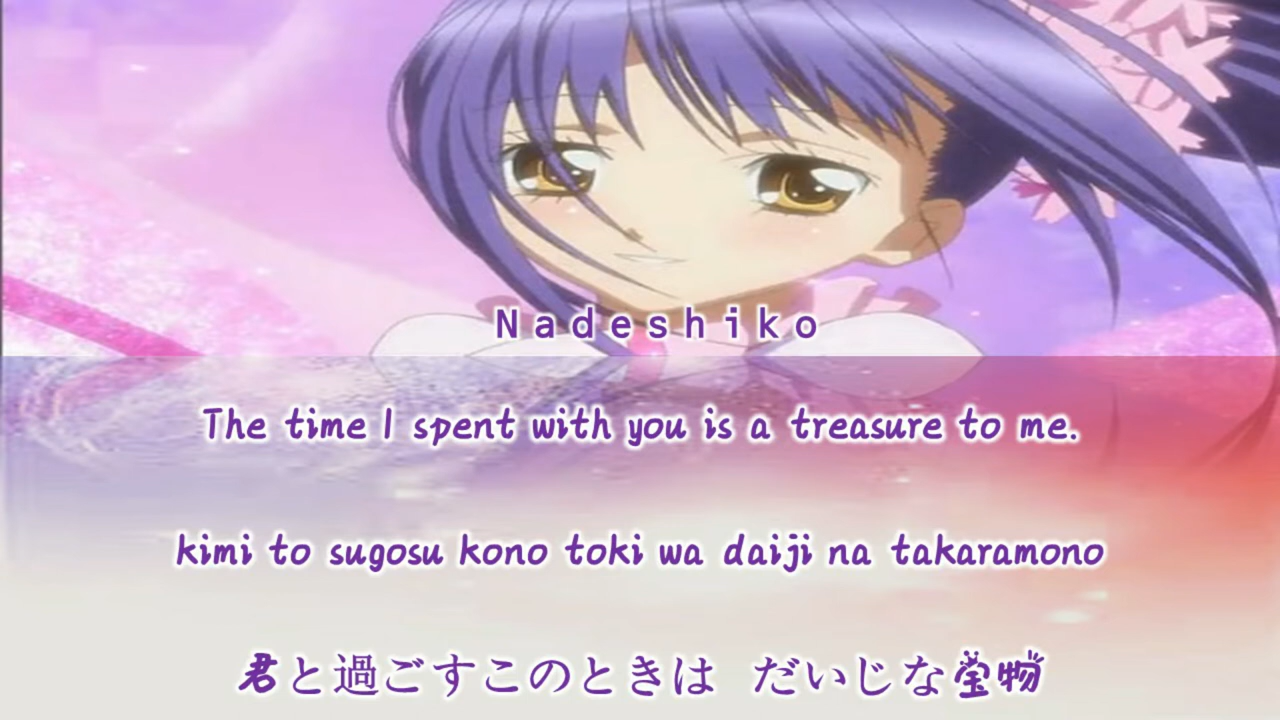 Nadeshiko
The time I spent with you is a treasure to me.
kimi to sugosu kono toki wa daiji na takaramono
君と過ごすこのときは だいじな宝物